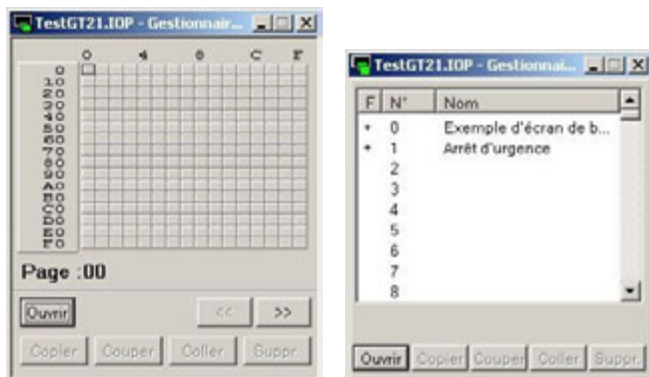 TestGT21.IOP - Gestionnair...
0 4 8 C F
0
10
20
30
40
50
60
70
80
90
A0
B0
C0
D0
E0
F0
Page :00
Ouvrir << >>
Copier Couper Coller Suppr.
TestGT21.IOP - Gestionnai...
F N° Nom
+ 0 Exemple d'écran de b...
+ 1 Arrêt d'urgence
2
3
4
5
6
7
8
Ouvrir Copier Couper Coller Suppr.